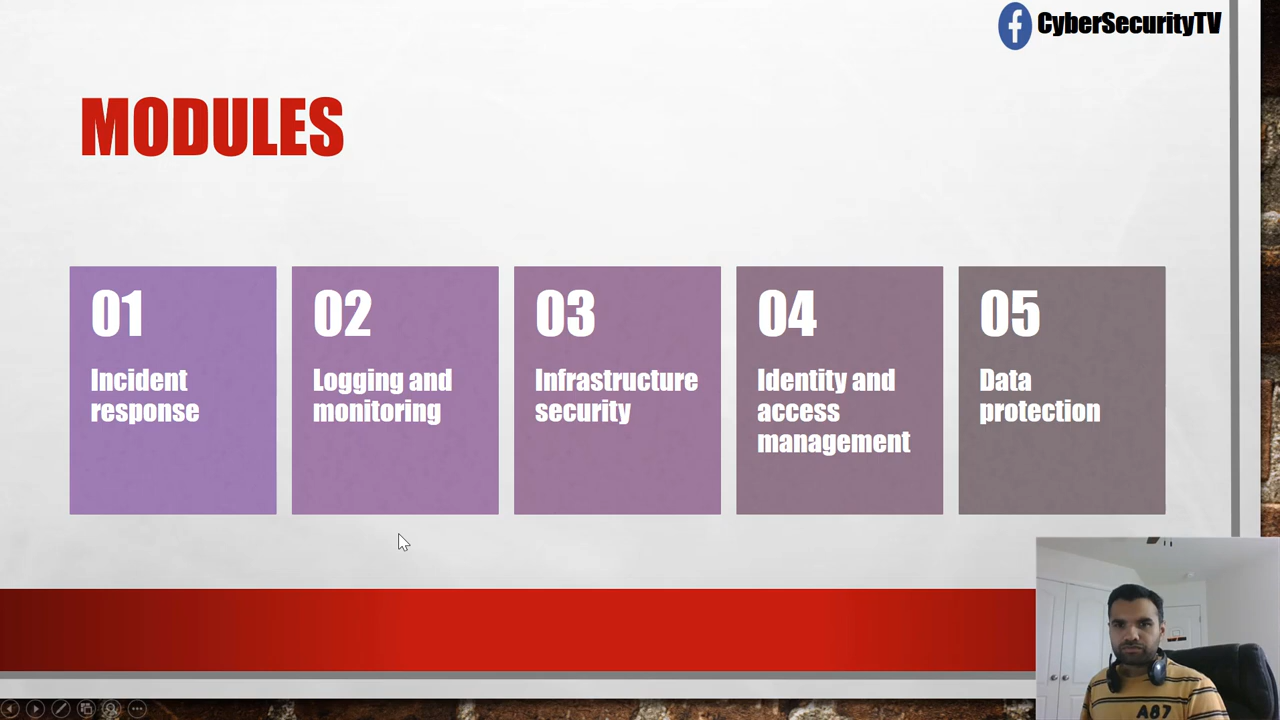 CyberSecurityTV
MODULES
01
Incident
response
02
Logging and
monitoring
03
Infrastructure
security
04
Identity and
access
management
05
Data
protection
A87